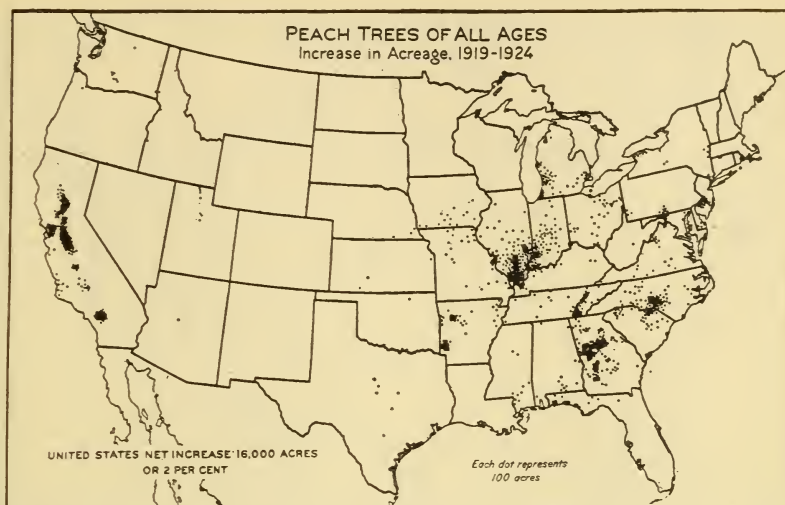 PEACH TREES OF ALL AGES
Increase in Acreage, 1919-1924
UNITED STATES NET INCREASE 16,000 ACRES
OR 2 PER CENT
Each dot represents
100 acres